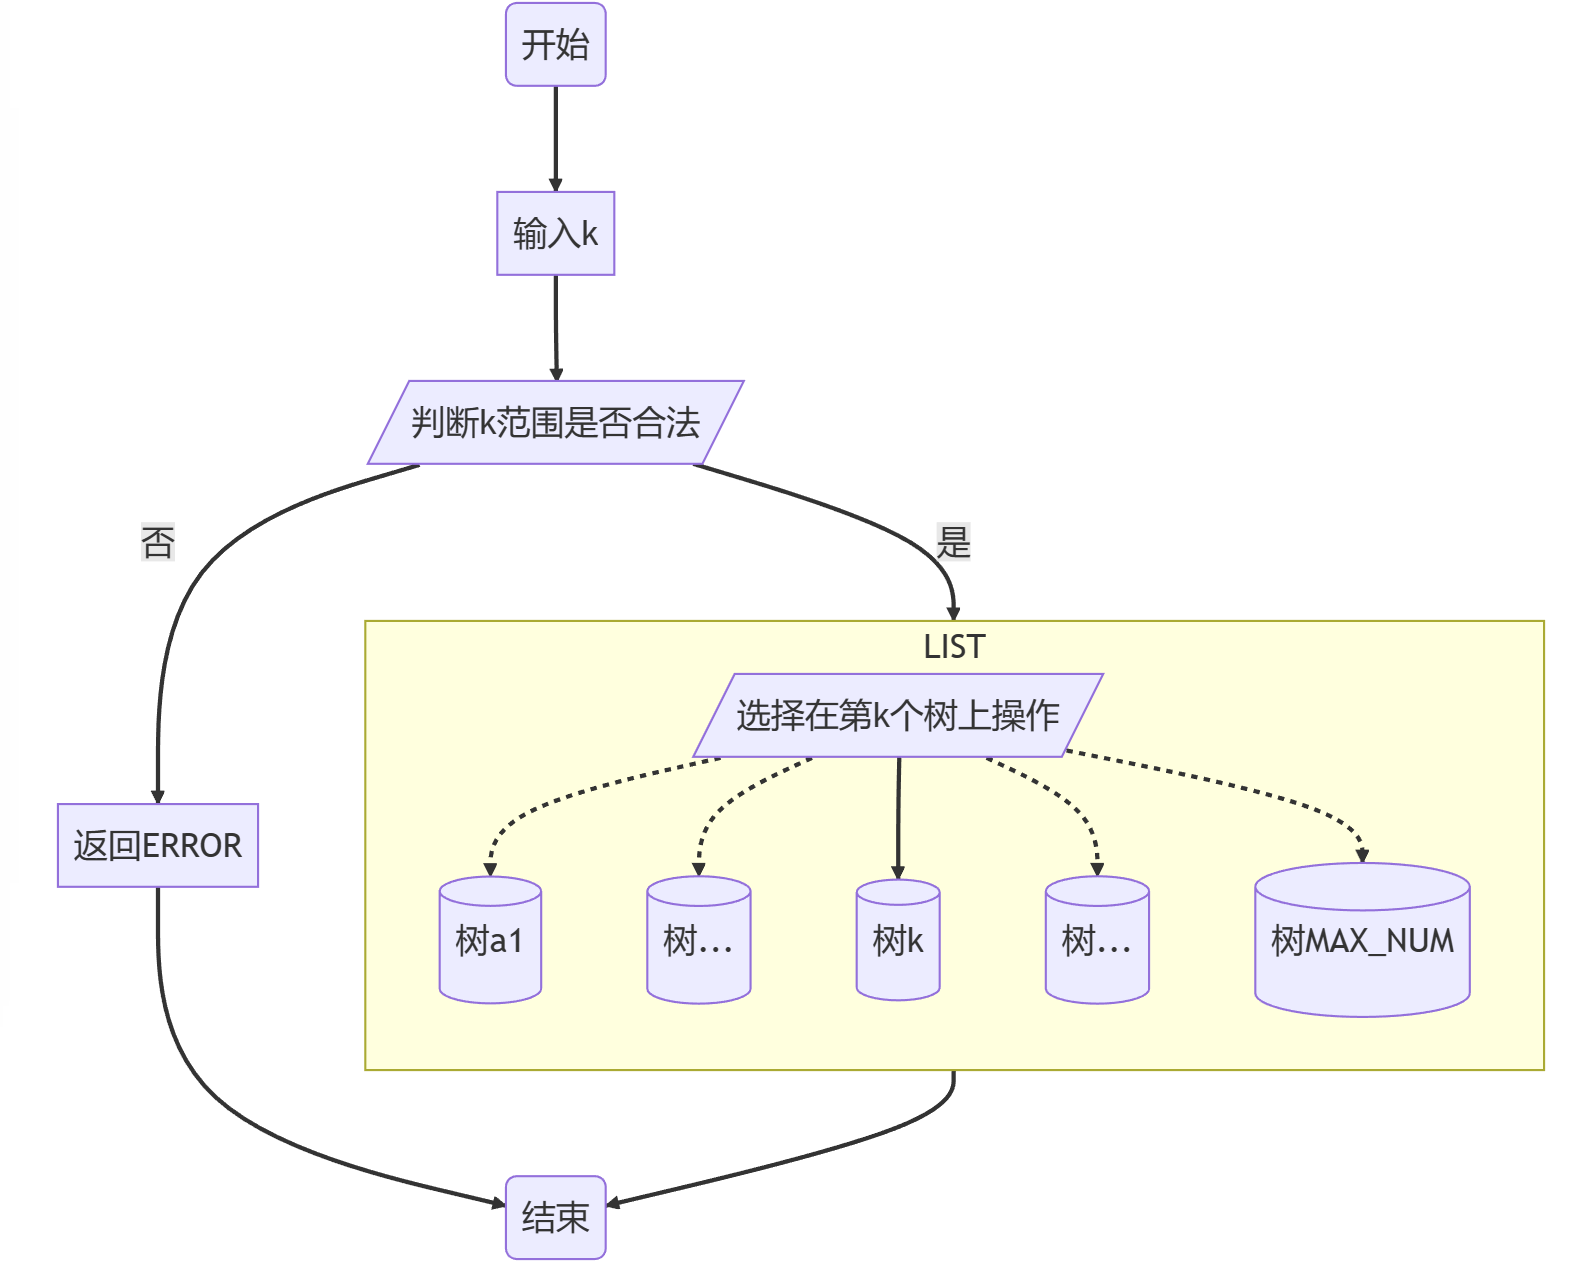 开始
输入k
判断k范围是否合法
否
是
LIST
选择在第k个树上操作
返回ERROR
树a1
树...
树k
树...
树MAX_NUM
结束